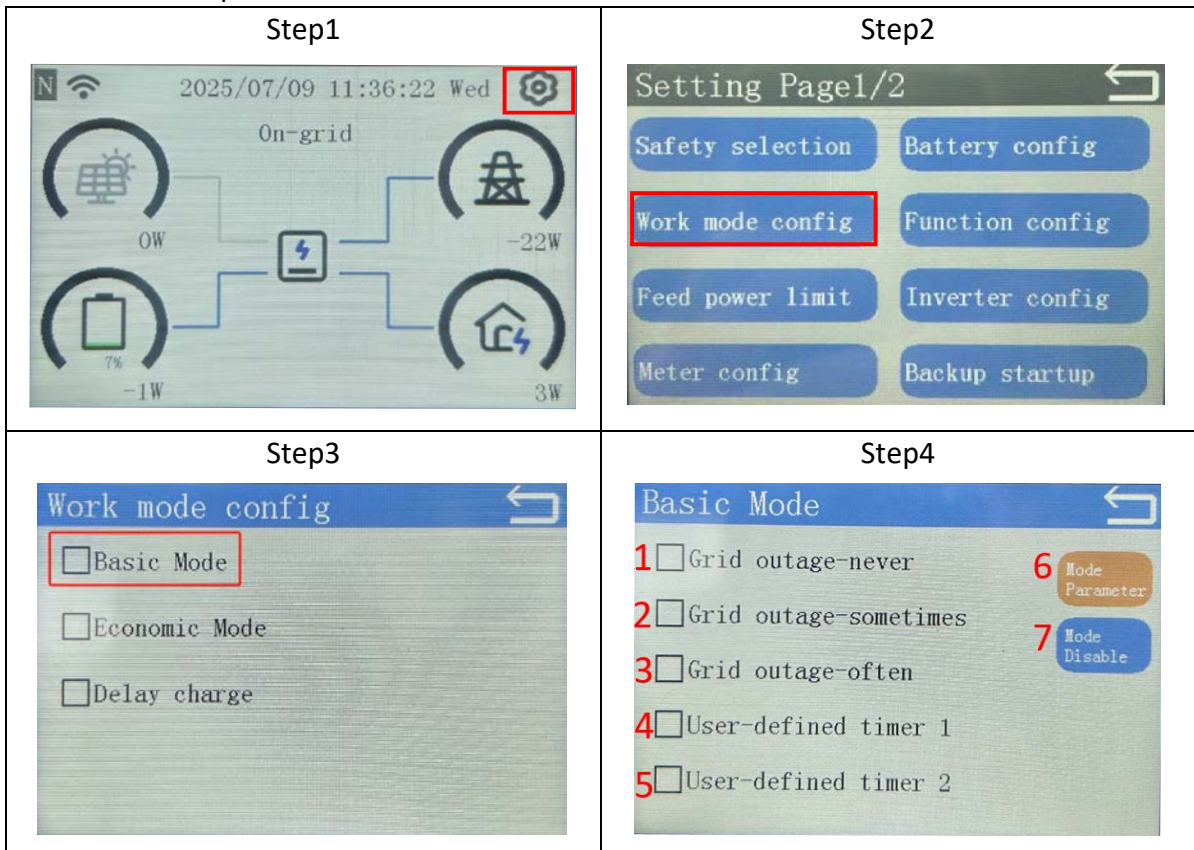 Step1
Step2
N 2025/07/09 11:36:22 Wed
On-grid
0W
-22W
7%
-1W
3W
Setting Page1/2
Safety selection
Battery config
Work mode config
Function config
Feed power limit
Inverter config
Meter config
Backup startup
Step3
Step4
Work mode config
Basic Mode
Economic Mode
Delay charge
Basic Mode
1 Grid outage-never
2 Grid outage-sometimes
3 Grid outage-often
4 User-defined timer 1
5 User-defined timer 2
6 Mode
Parameter
7 Mode
Disable